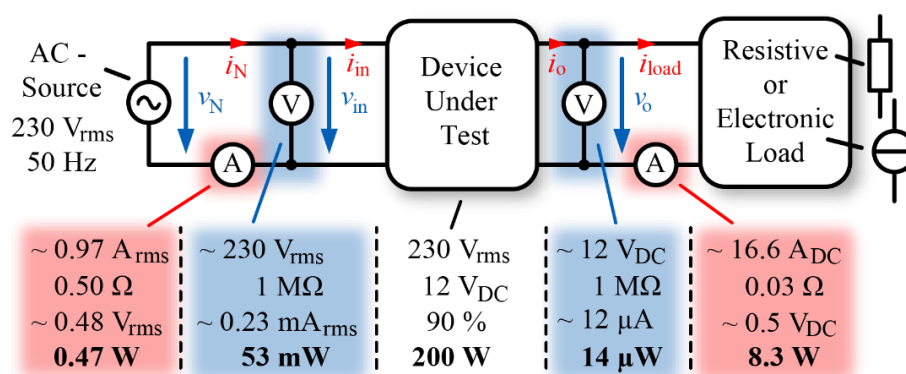 AC -
Source
230 Vrms
50 Hz
vN
iN
V
A
iin
vin
Device
Under
Test
io
V
vo
iload
A
Resistive
or
Electronic
Load
~ 0.97 Arms
0.50 Ω
~ 0.48 Vrms
0.47 W
~ 230 Vrms
1 MΩ
~ 0.23 mArms
53 mW
230 Vrms
12 VDC
90 %
200 W
~ 12 VDC
1 MΩ
~ 12 µA
14 µW
~ 16.6 ADC
0.03 Ω
~ 0.5 VDC
8.3 W